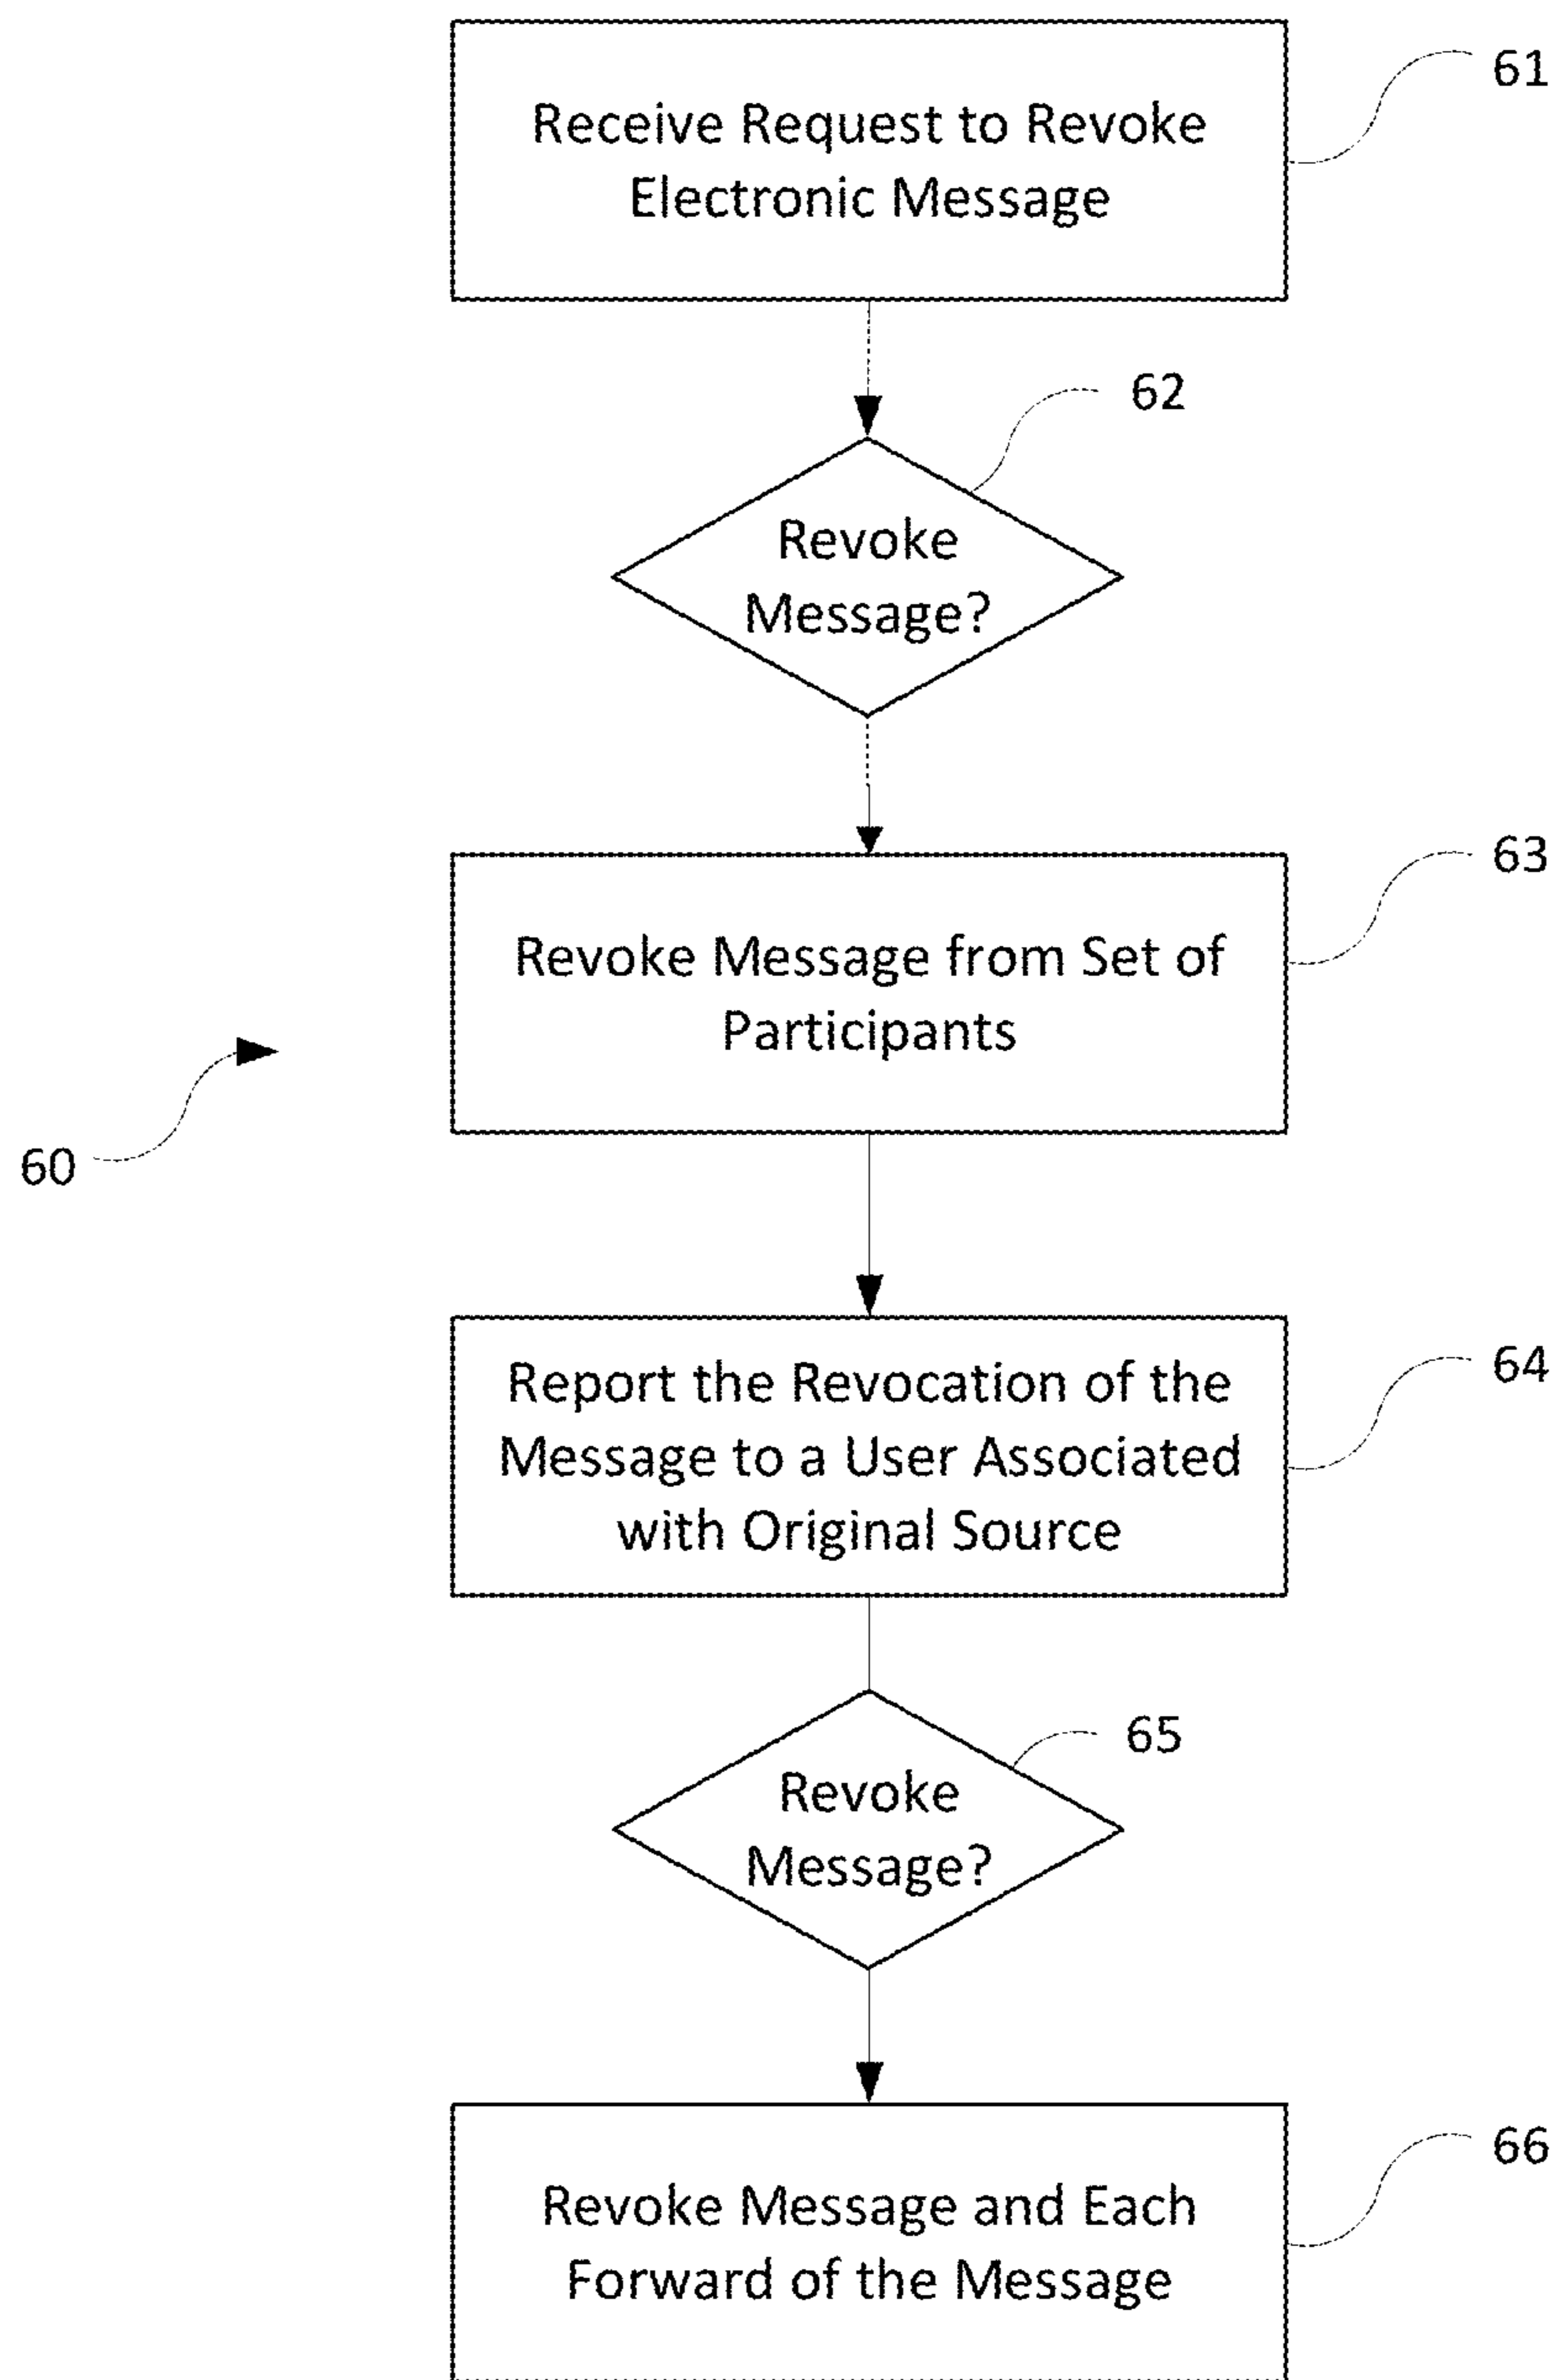 61
Receive Request to Revoke
Electronic Message
62
Revoke
Message?
63
Revoke Message from Set of
Participants
60
64
Report the Revocation of the
Message to a User Associated
with Original Source
65
Revoke
Message?
66
Revoke Message and Each
Forward of the Message